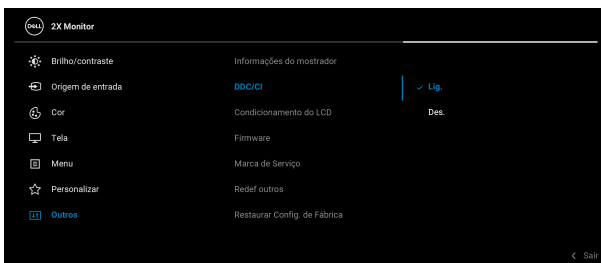 DELL 2X Monitor
Brilho/contraste Informações do mostrador
Origem de entrada DDC/CI Lig.
Cor Condicionamento do LCD Des.
Tela Firmware
Menu Marca de Serviço
Personalizar Redef outros
Outros Restaurar Config. de Fábrica
Sair